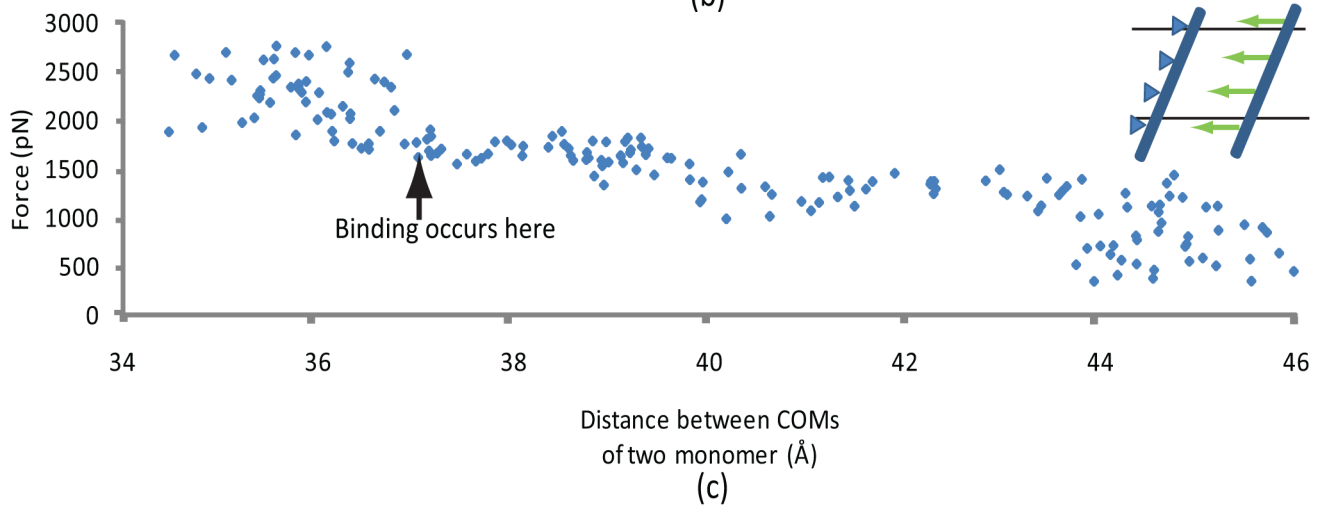 (b)
3000
2500
2000
1500
1000
500
0
Force (pN)
Binding occurs here
34 36 38 40 42 44 46
Distance between COMs
of two monomer (Å)
(c)